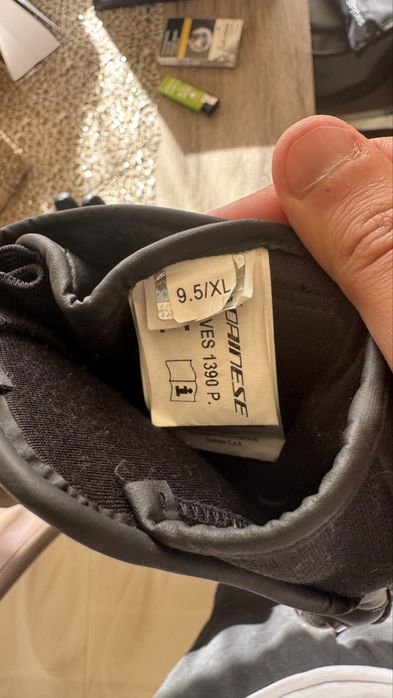 9.5/XL
DAINESE
VES 1390 P.
i